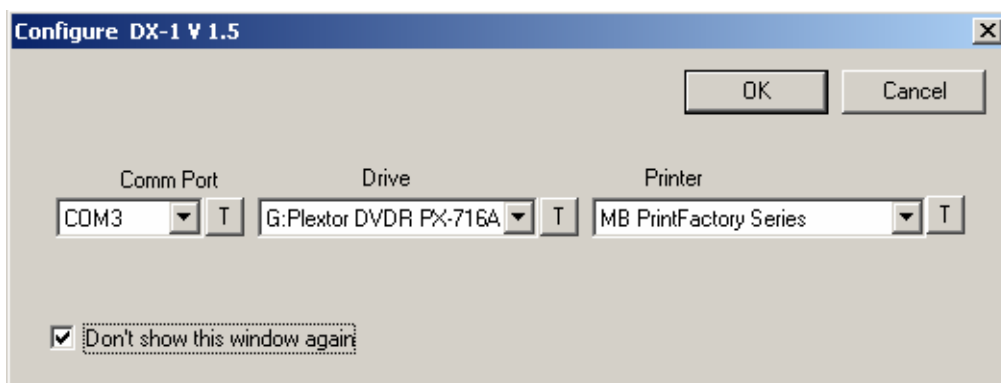 Configure DX-1 V 1.5
OK Cancel
Comm Port Drive Printer
COM3 T G:Plextor DVDR PX-716A T MB PrintFactory Series T
Don't show this window again